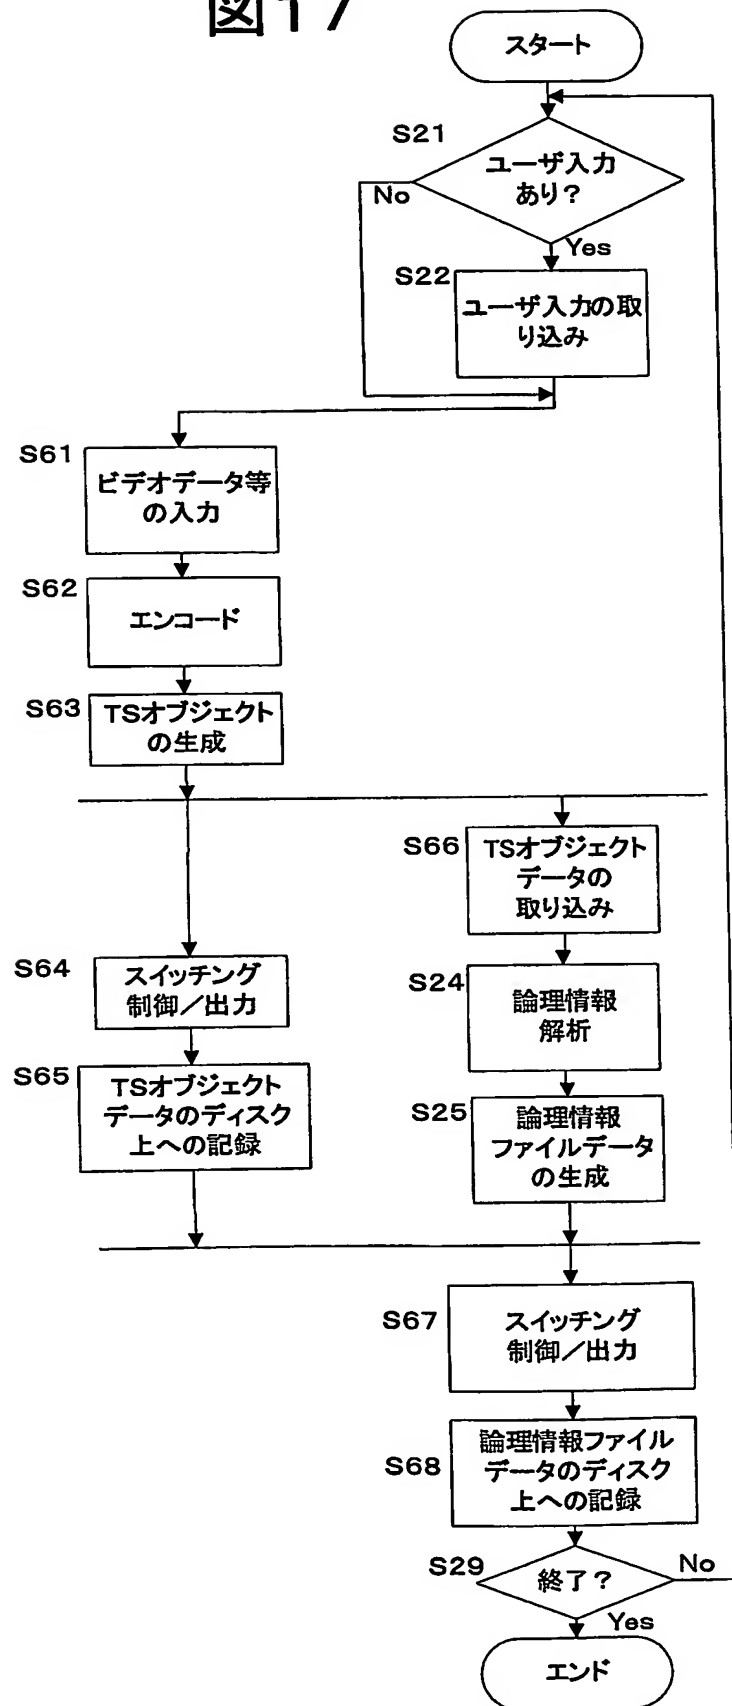 図17
スタート
S21
ユーザ入力
あり?
No
Yes
S22
ユーザ入力の取
り込み
S61
ビデオデータ等
の入力
S62
エンコード
S63
TSオブジェクト
の生成
S66
TSオブジェクト
データの
取り込み
S64
スイッチング
制御/出力
S24
論理情報
解析
S65
TSオブジェクト
データのディスク
上への記録
S25
論理情報
ファイルデータ
の生成
S67
スイッチング
制御/出力
S68
論理情報ファイル
データのディスク
上への記録
S29
終了?
No
Yes
エンド